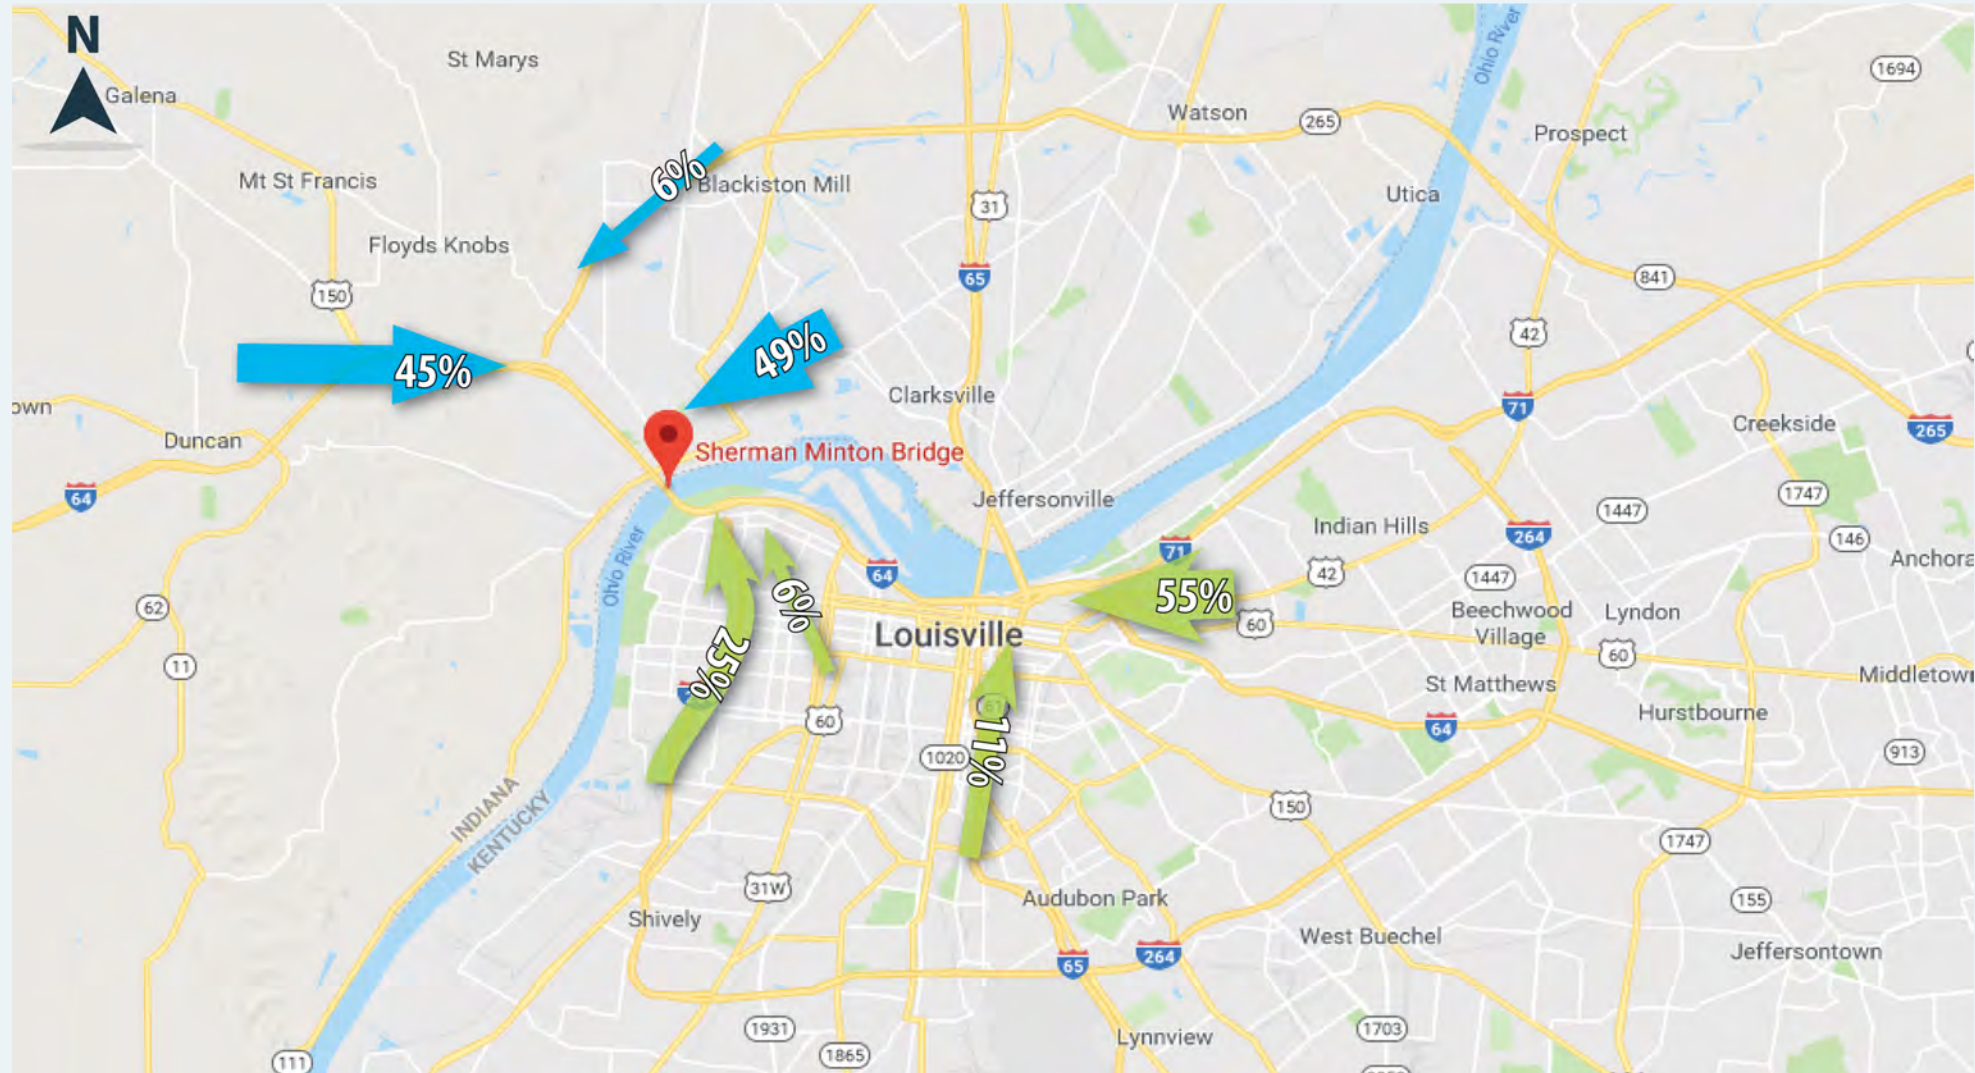 N
St Marys
Ohio River
1694
Galena
Watson
265
Prospect
6%
Mt St Francis
Blackiston Mill
Utica
31
Floyds Knobs
65
841
150
42
49%
45%
Clarksville
71
own
Duncan
Creekside
265
Sherman Minton Bridge
64
Jeffersonville
1747
1447
Indian Hills
264
146
71
Anchora
Ohio River
64
42
1447
62
6%
55%
Beechwood
Village
Lyndon
60
Louisville
60
11
25%
St Matthews
Middletown
61
Hurstbourne
60
64
1020
11%
913
INDIANA
KENTUCKY
150
1747
31W
Audubon Park
155
Shively
West Buechel
Jeffersontown
65
264
1931
1703
Lynnview
1865
111